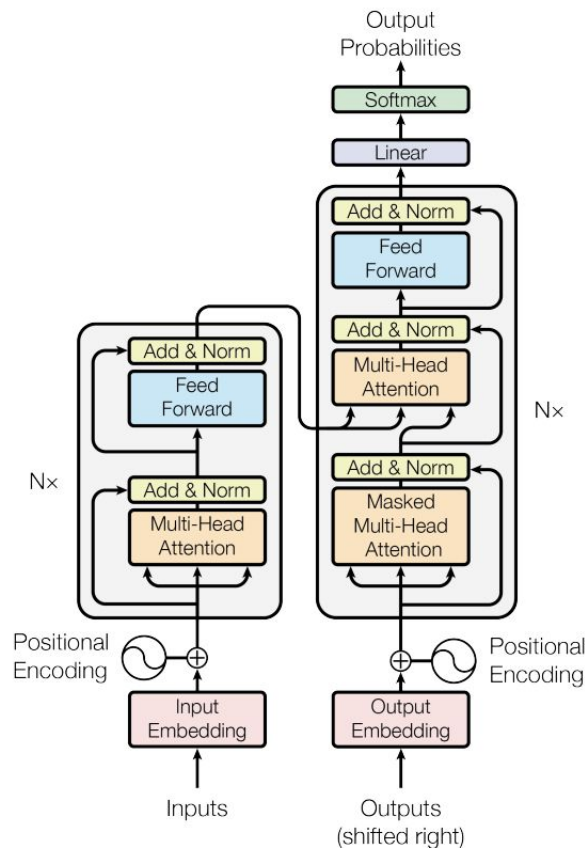 Output
Probabilities
Softmax
Linear
Add & Norm
Feed
Forward
Add & Norm
Multi-Head
Attention
Add & Norm
Masked
Multi-Head
Attention
N×
Positional
Encoding
Output
Embedding
Outputs
(shifted right)
Add & Norm
Feed
Forward
Add & Norm
Multi-Head
Attention
N×
Positional
Encoding
Input
Embedding
Inputs